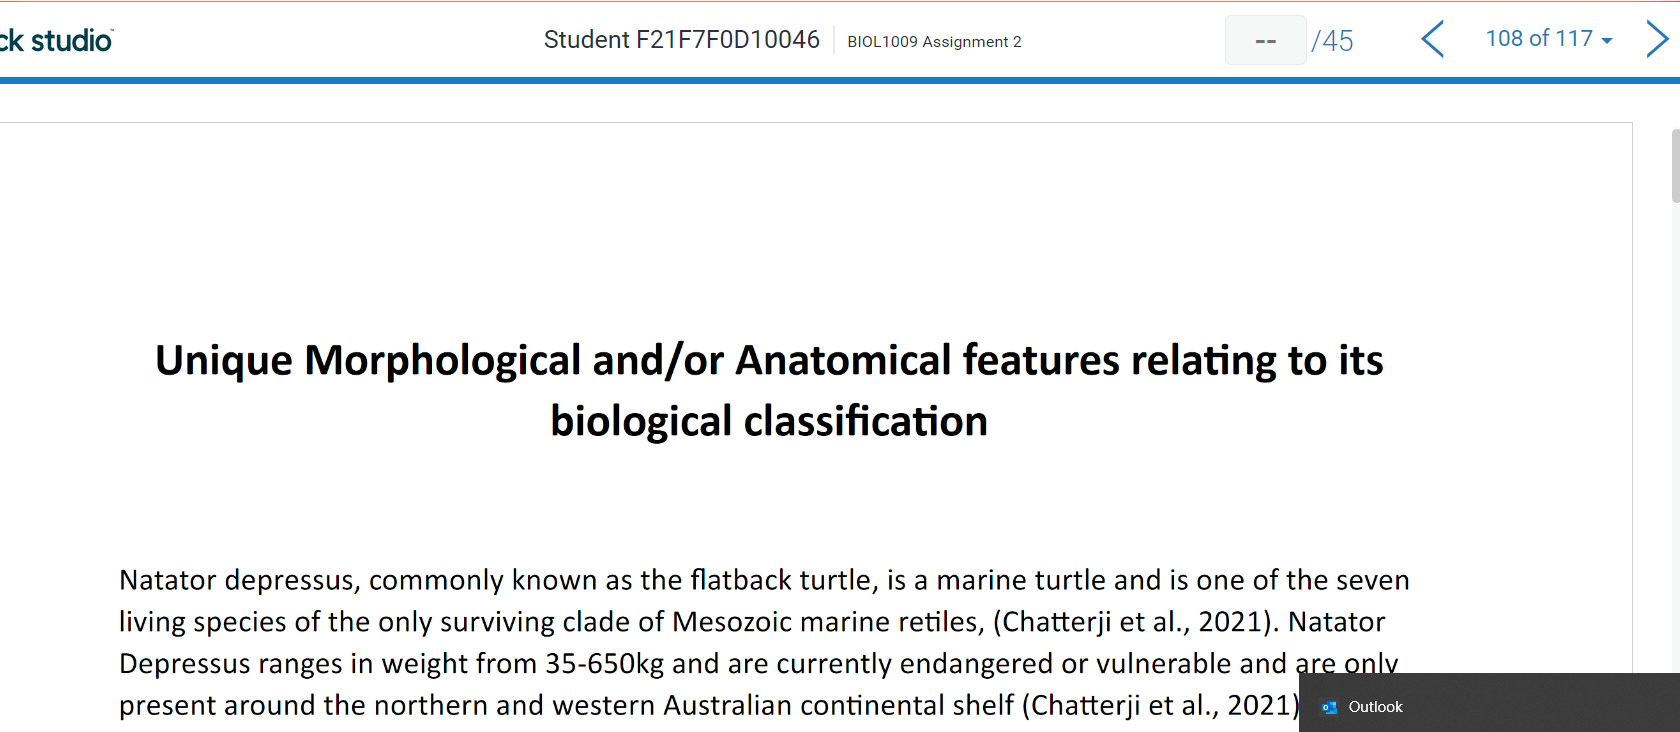 ck studio
Student F21F7F0D10046
BIOL1009 Assignment 2
-- /45
108 of 117
Unique Morphological and/or Anatomical features relating to its
biological classification
Natator depressus, commonly known as the flatback turtle, is a marine turtle and is one of the seven
living species of the only surviving clade of Mesozoic marine retiles, (Chatterji et al., 2021). Natator
Depressus ranges in weight from 35-650kg and are currently endangered or vulnerable and are only
present around the northern and western Australian continental shelf (Chatterji et al., 2021)
Outlook